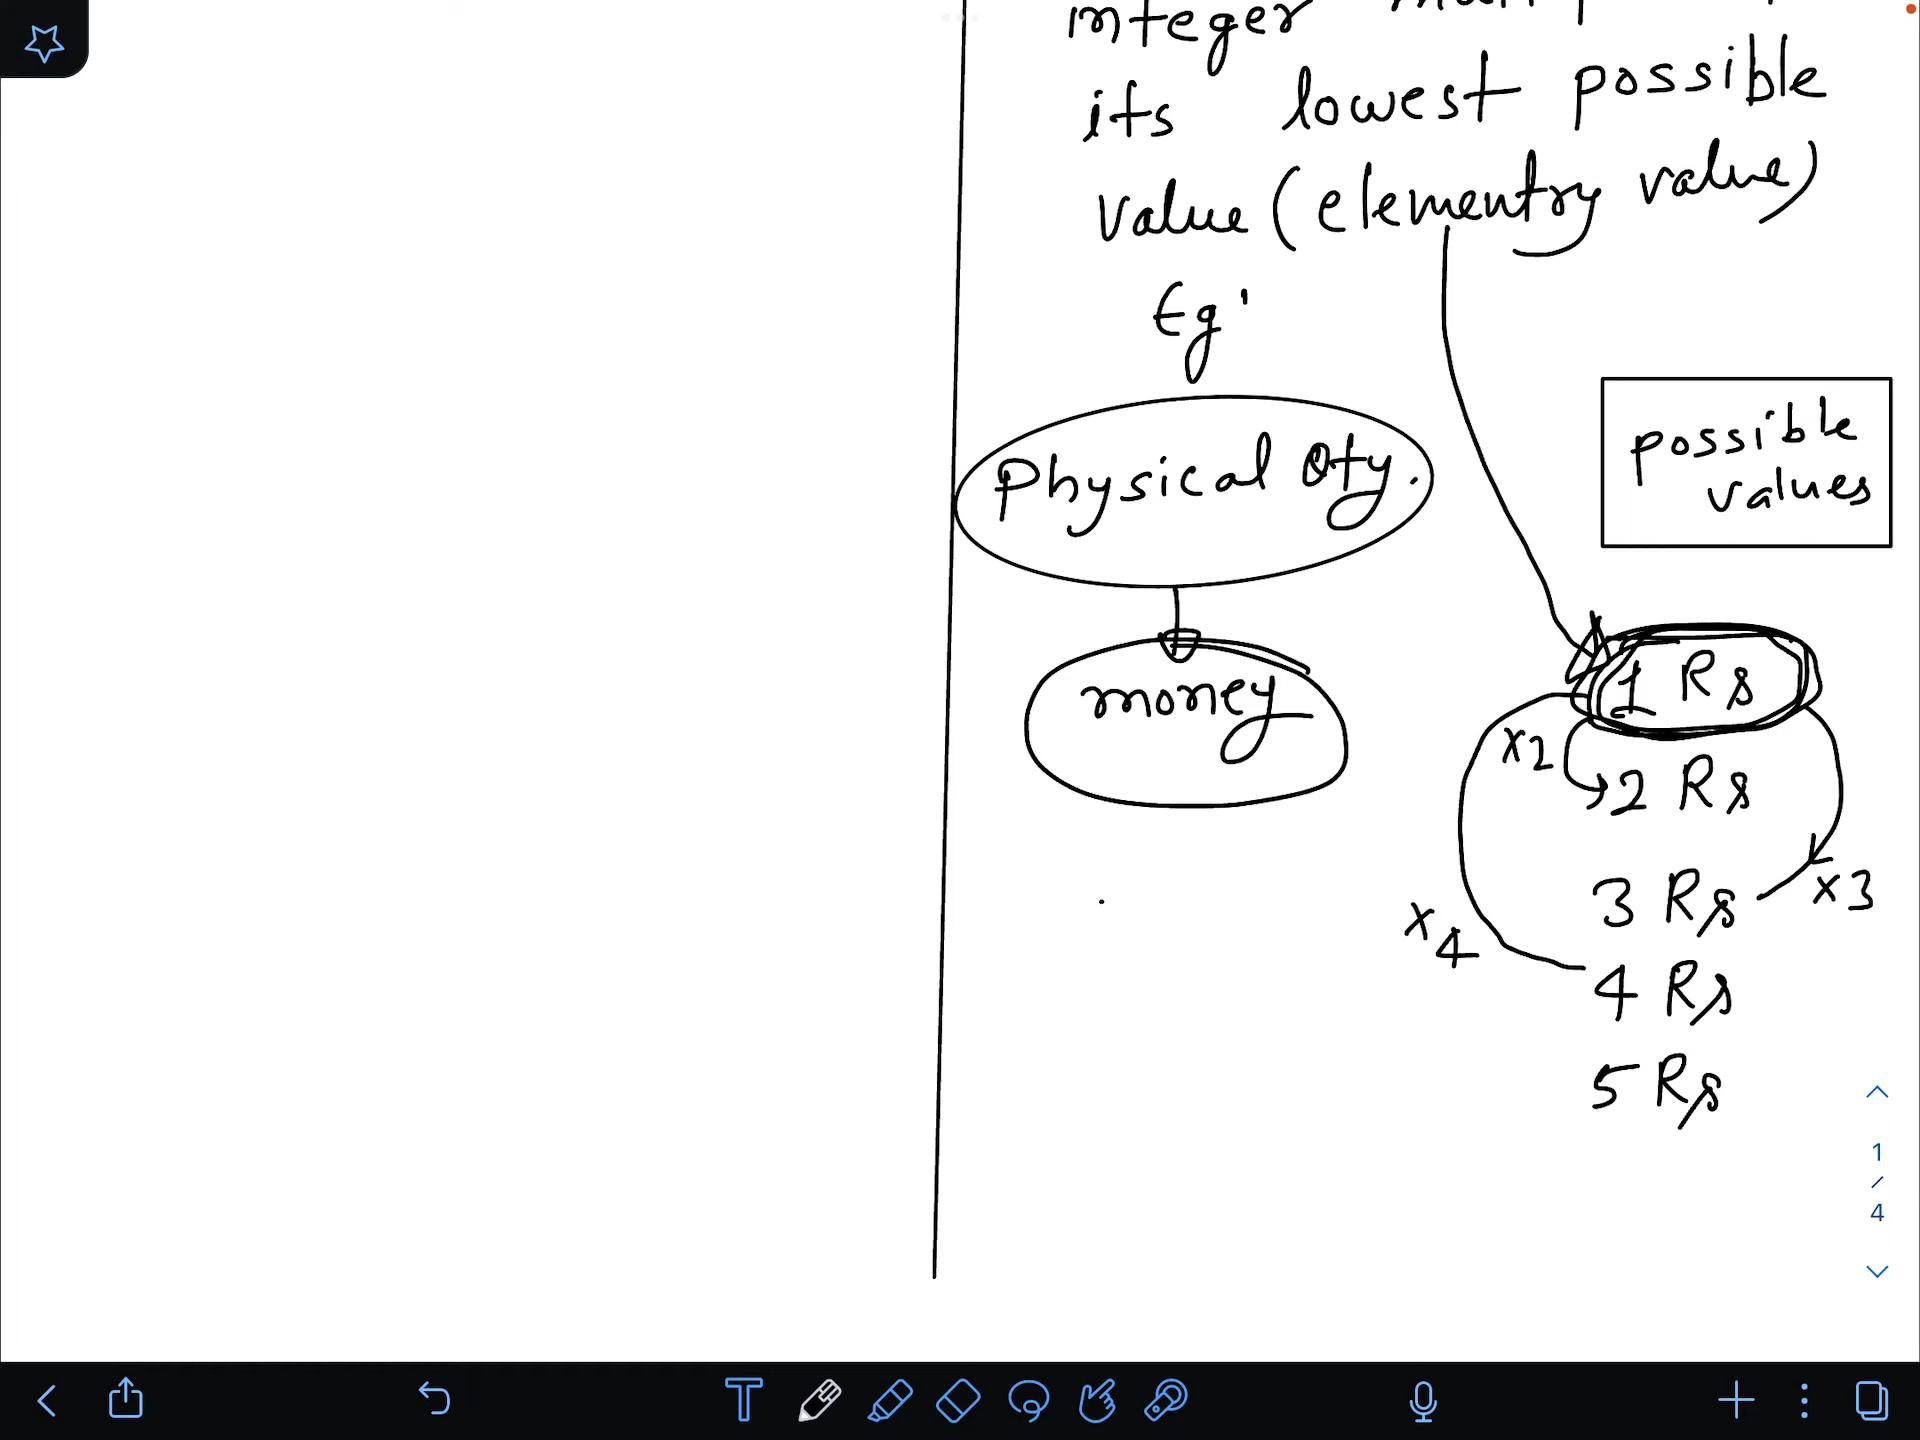 integer
its lowest possible
value (elementry value)
Eg'
Physical Qty.
possible
values
money
1 Rs
x2
2 Rs
3 Rs
x3
x4
4 Rs
5 Rs
1
/
4
T